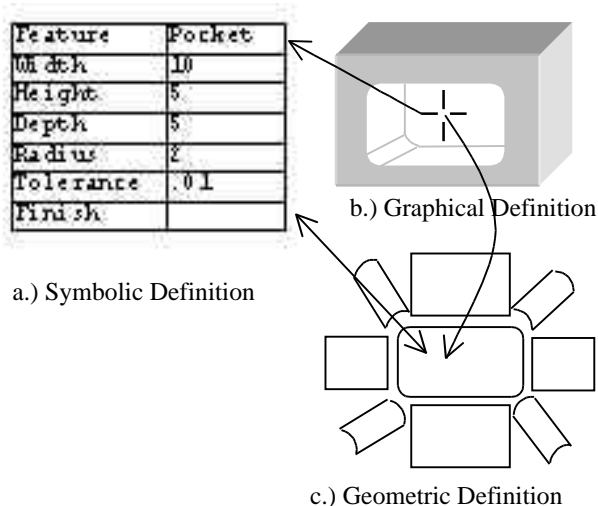 Feature Pocket
Width 10
Height 5
Depth 5
Radius 2
Tolerance .01
Finish
a.) Symbolic Definition
b.) Graphical Definition
c.) Geometric Definition